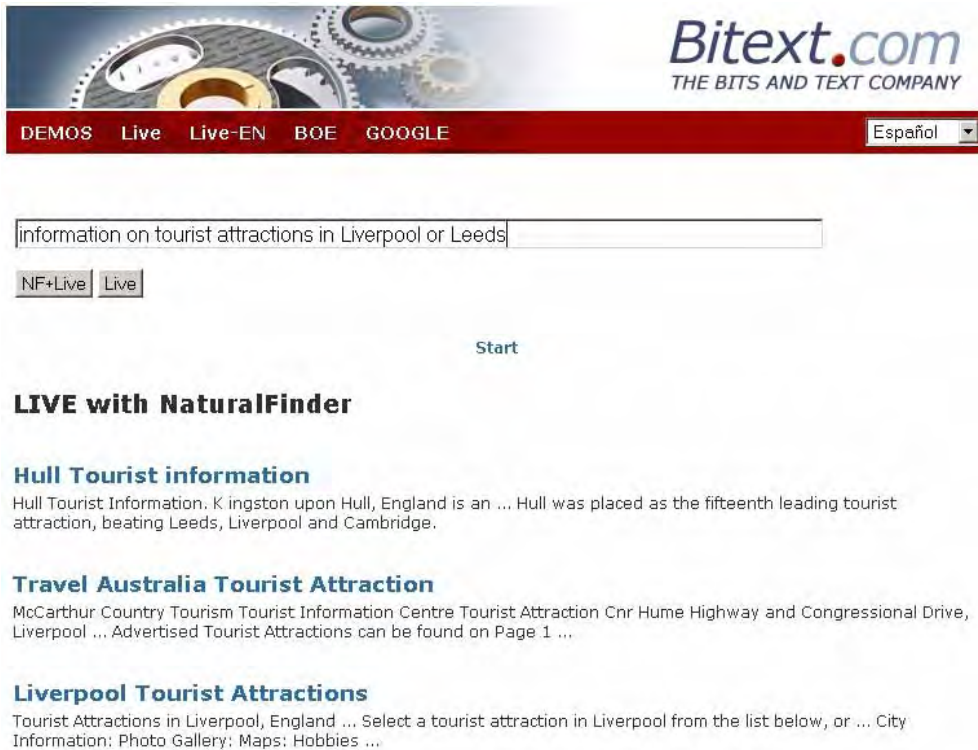 Bitext.com
THE BITS AND TEXT COMPANY
DEMOS Live Live-EN BOE GOOGLE Español
information on tourist attractions in Liverpool or Leeds
NF+Live Live
Start
LIVE with NaturalFinder
Hull Tourist information
Hull Tourist Information. K ingston upon Hull, England is an ... Hull was placed as the fifteenth leading tourist
attraction, beating Leeds, Liverpool and Cambridge.
Travel Australia Tourist Attraction
McCarthur Country Tourism Tourist Information Centre Tourist Attraction Cnr Hume Highway and Congressional Drive,
Liverpool ... Advertised Tourist Attractions can be found on Page 1 ...
Liverpool Tourist Attractions
Tourist Attractions in Liverpool, England ... Select a tourist attraction in Liverpool from the list below, or ... City
Information: Photo Gallery: Maps: Hobbies ...